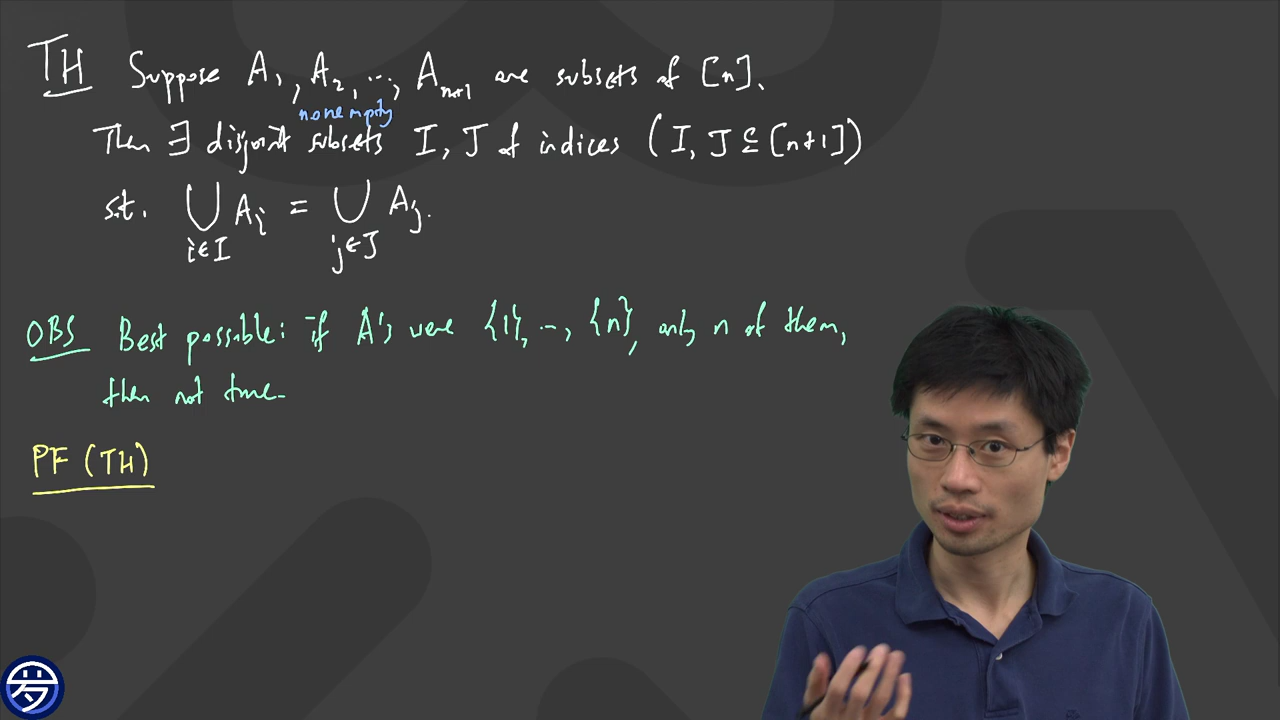 TH Suppose A₁, A₂, ..., Aₙ₊₁ are subsets of [n].
nonempty
Then ∃ disjoint subsets I, J of indices (I, J ⊆ [n+1])
s.t. ⋃ Aᵢ = ⋃ Aⱼ.
i∈I j∈J
OBS Best possible: if A's were {1}, ..., {n}, only n of them,
then not true.
PF (TH)